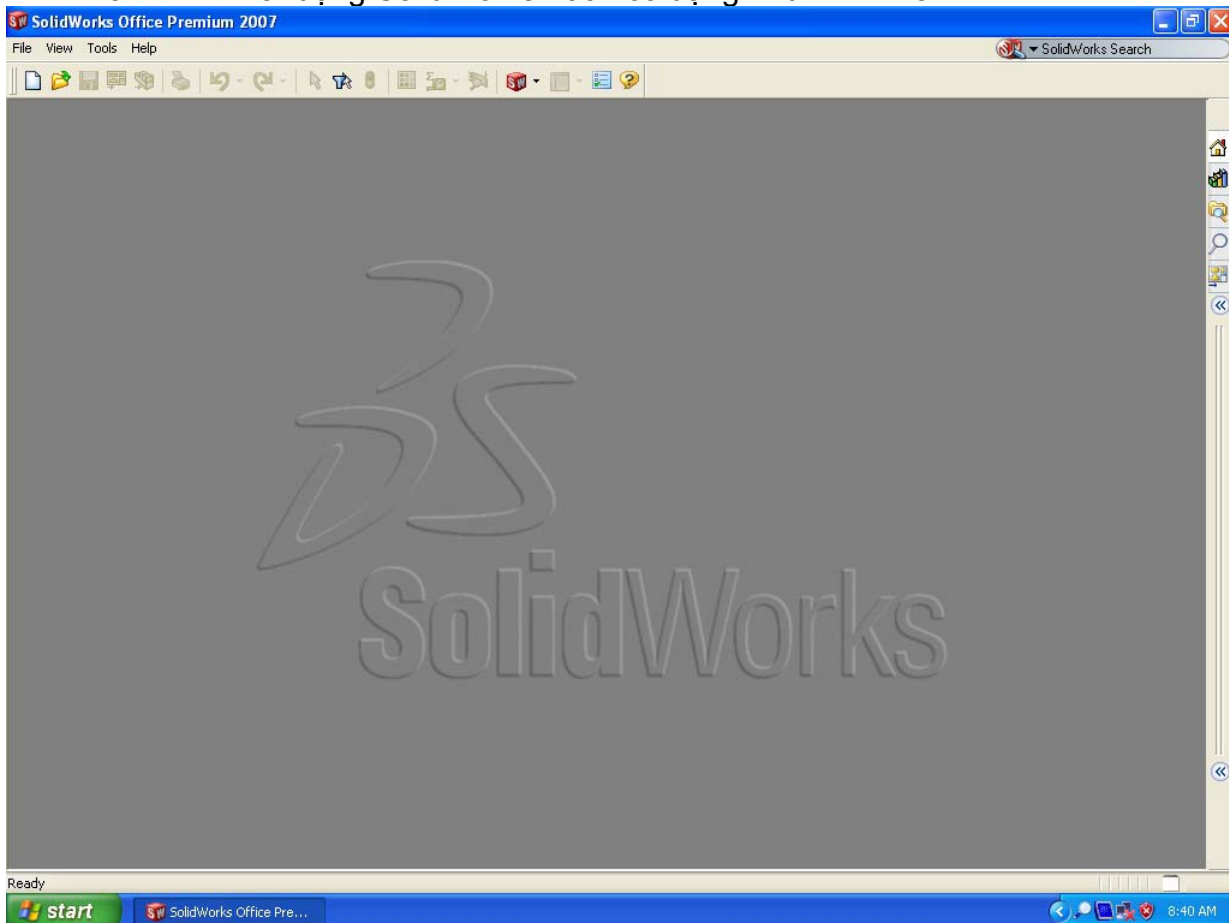 SolidWorks Office Premium 2007
File View Tools Help
SolidWorks Search
SolidWorks
Ready
start
SolidWorks Office Pre...
8:40 AM